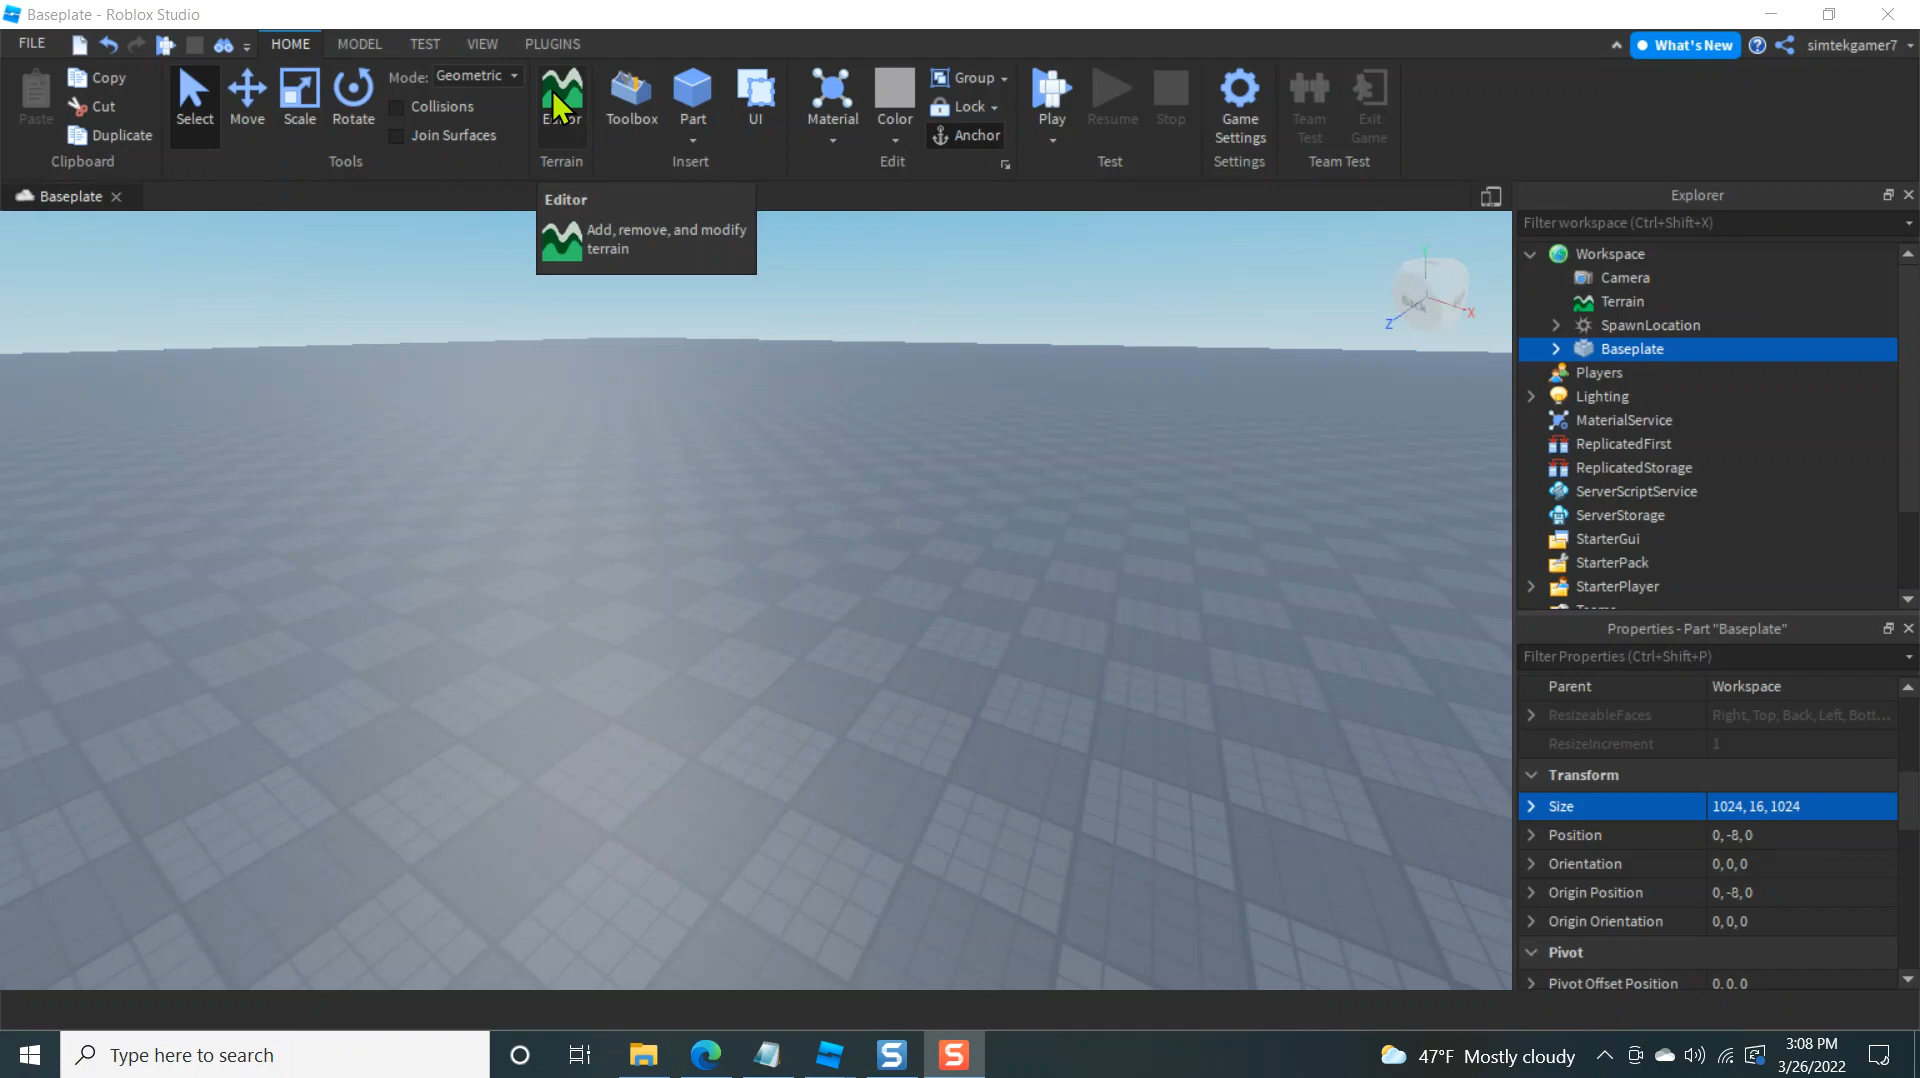 Baseplate - Roblox Studio
FILE
HOME
MODEL
TEST
VIEW
PLUGINS
What's New
simtekgamer7
Paste
Copy
Cut
Duplicate
Clipboard
Select
Move
Scale
Rotate
Mode: Geometric
Collisions
Join Surfaces
Tools
Editor
Terrain
Toolbox
Part
UI
Insert
Material
Color
Group
Lock
Anchor
Edit
Play
Resume
Stop
Test
Game
Settings
Settings
Team
Test
Exit
Game
Team Test
Baseplate
Editor
Add, remove, and modify
terrain
Back
Y
X
Z
Explorer
Filter workspace (Ctrl+Shift+X)
Workspace
Camera
Terrain
SpawnLocation
Baseplate
Players
Lighting
MaterialService
ReplicatedFirst
ReplicatedStorage
ServerScriptService
ServerStorage
StarterGui
StarterPack
StarterPlayer
Properties - Part "Baseplate"
Filter Properties (Ctrl+Shift+P)
Parent Workspace
ResizeableFaces Right, Top, Back, Left, Bott...
ResizeIncrement 1
Transform
Size 1024, 16, 1024
Position 0, -8, 0
Orientation 0, 0, 0
Origin Position 0, -8, 0
Origin Orientation 0, 0, 0
Pivot
Pivot Offset Position 0, 0, 0
Type here to search
47°F Mostly cloudy
3:08 PM
3/26/2022